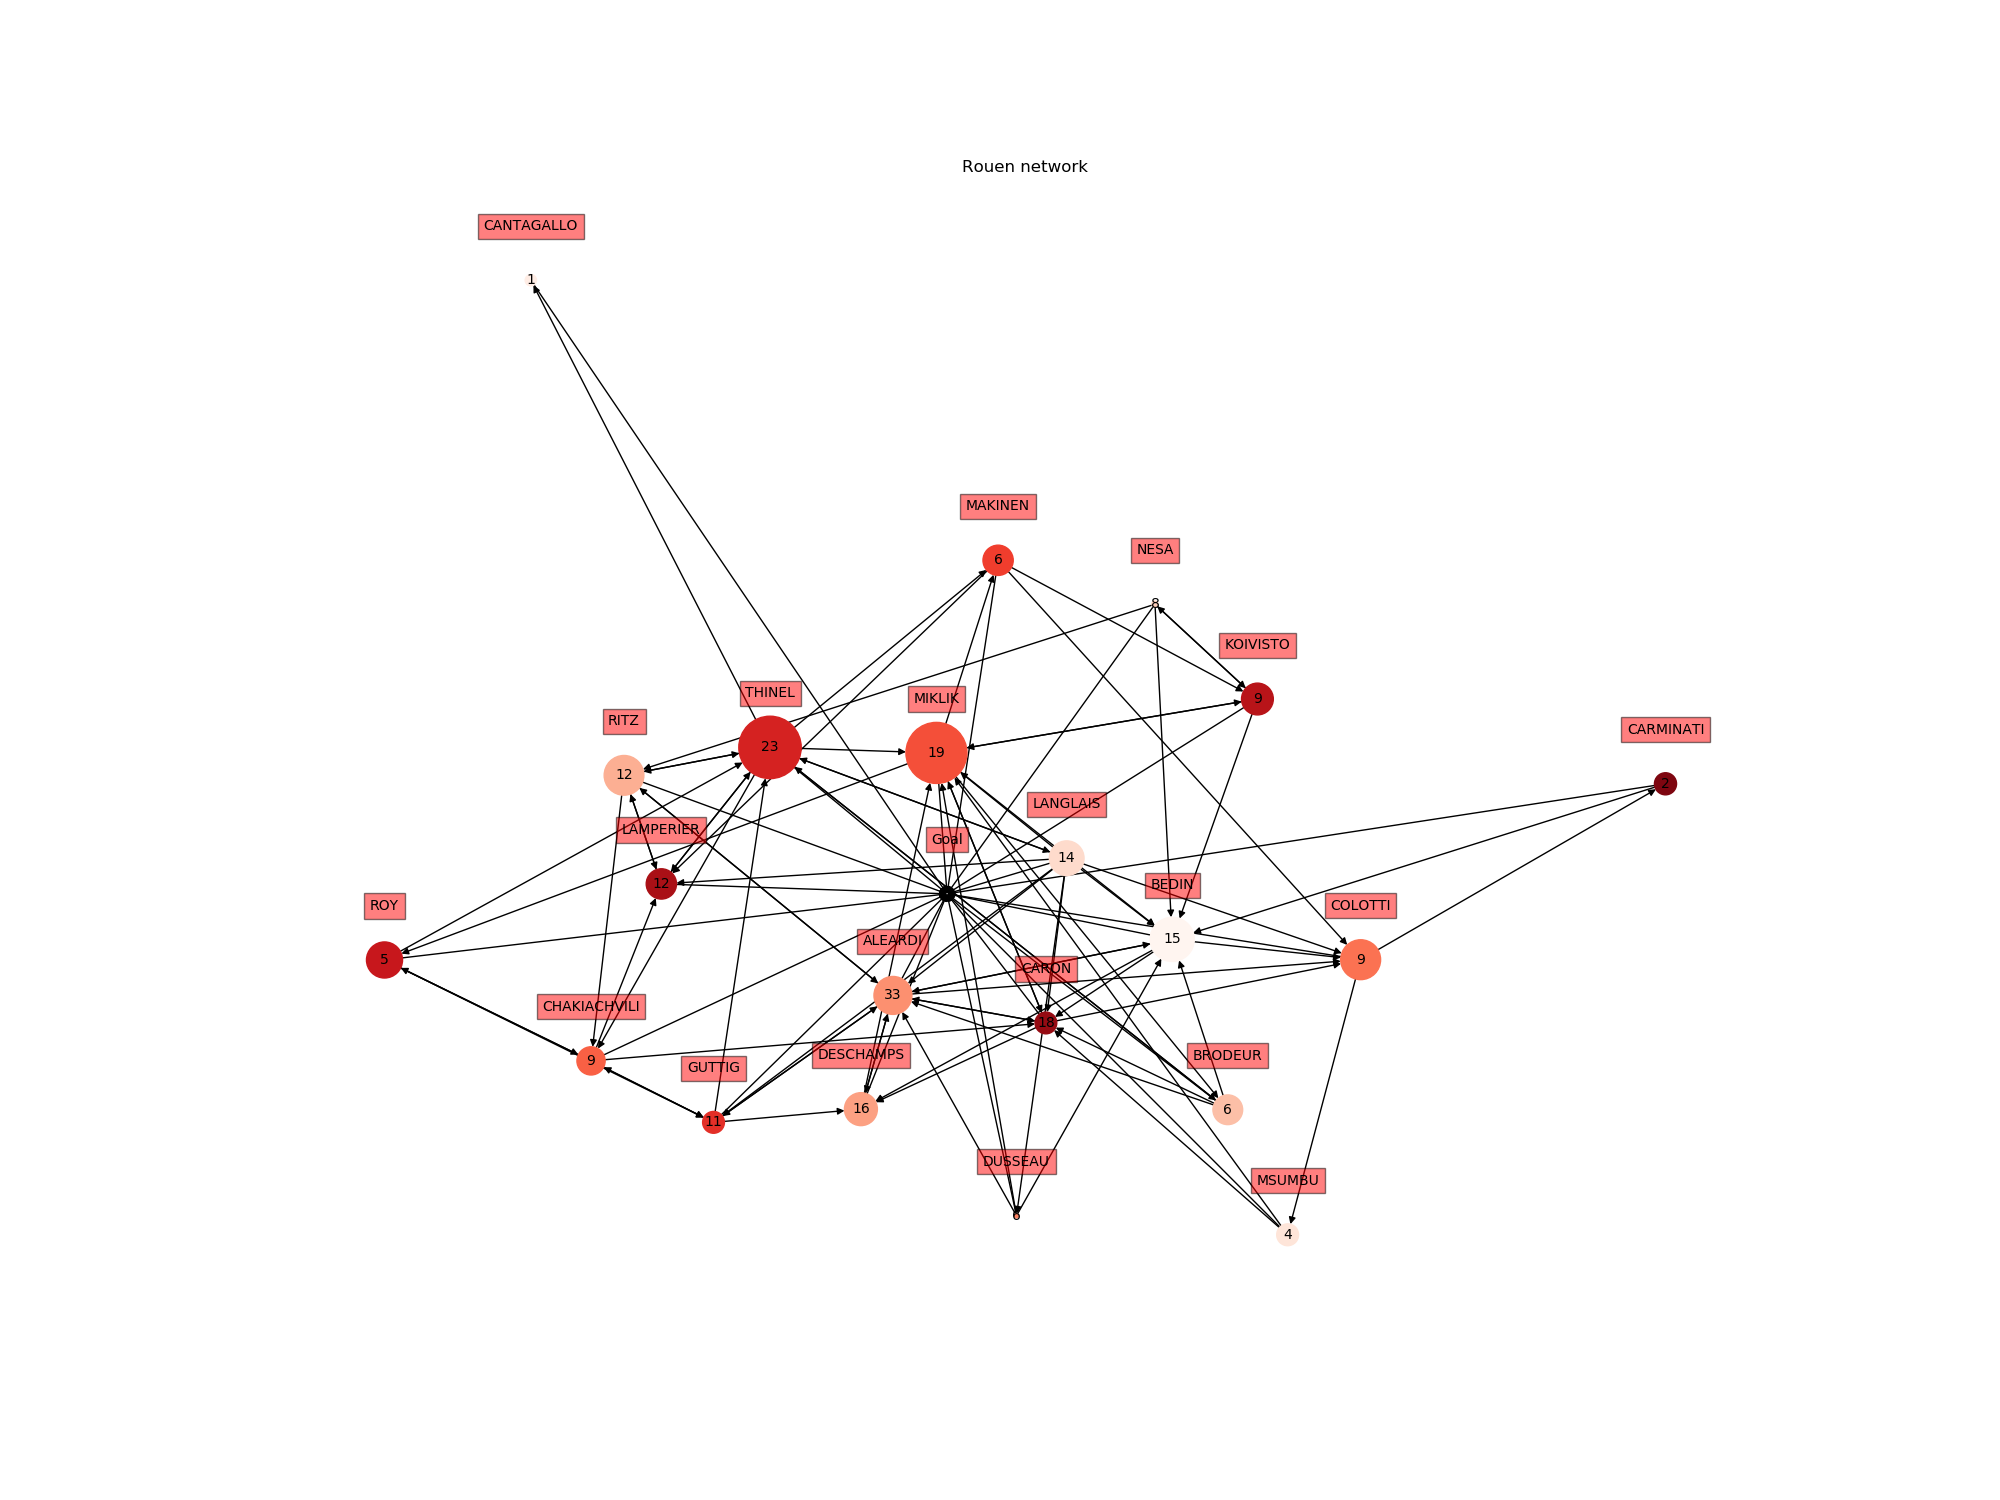 Rouen network
CANTAGALLO
1
MAKINEN
6
NESA
8
KOIVISTO
9
THINEL
23
MIKLIK
19
RITZ
12
CARMINATI
2
LANGLAIS
14
LAMPERIER
12
Goal
BEDIN
15
ROY
5
COLOTTI
9
ALEARDI
33
CARON
18
CHAKIACHVILI
9
GUTTIG
11
DESCHAMPS
16
BRODEUR
6
DUSSEAU
MSUMBU
4